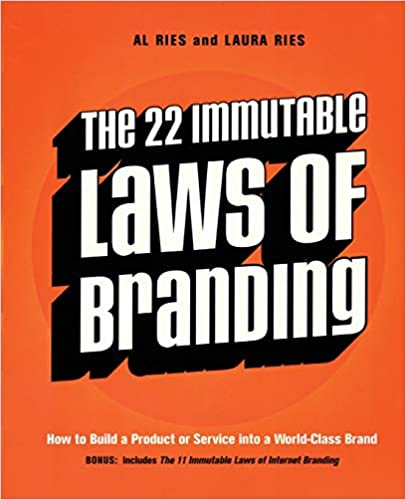 AL RIES and LAURA RIES
THE 22 IMMUTABLE
Laws OF
Branding
How to Build a Product or Service into a World-Class Brand
BONUS: Includes The 11 Immutable Laws of Internet Branding